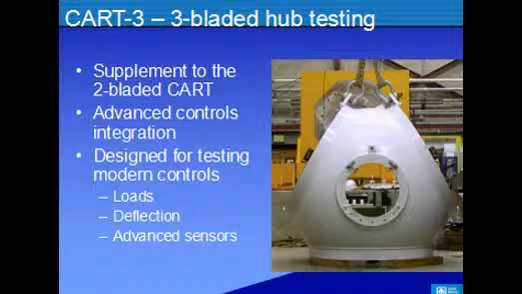 CART-3 – 3-bladed hub testing
• Supplement to the
2-bladed CART
• Advanced controls
integration
• Designed for testing
modern controls
– Loads
– Deflection
– Advanced sensors